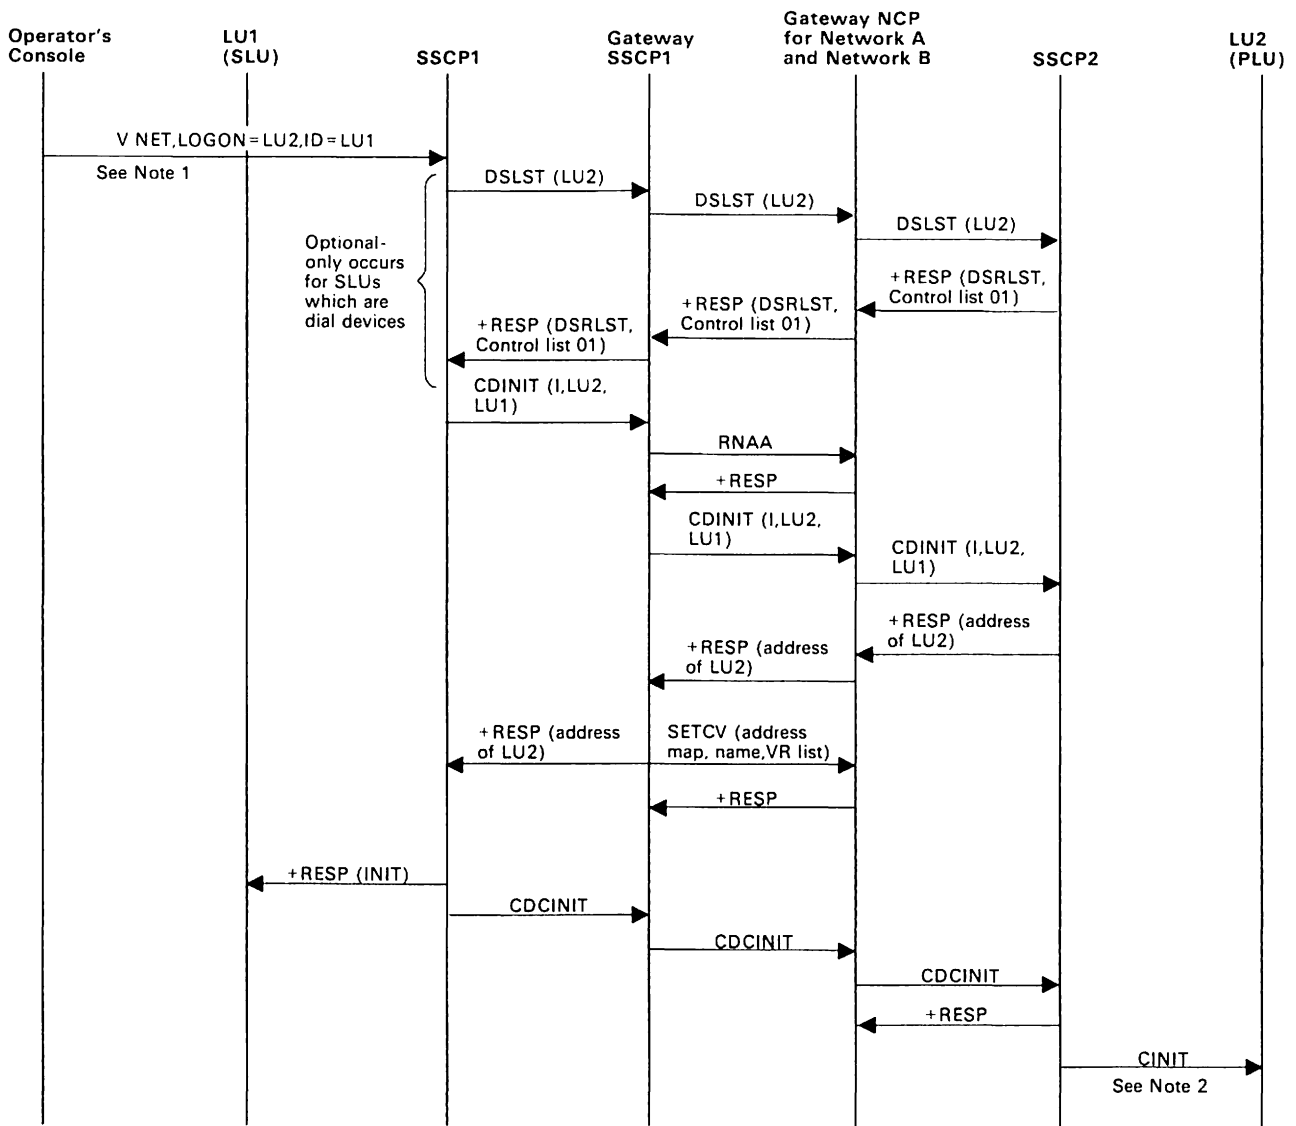 Operator's
Console
LU1
(SLU)
SSCP1
Gateway
SSCP1
Gateway NCP
for Network A
and Network B
SSCP2
LU2
(PLU)
V NET,LOGON=LU2,ID=LU1
See Note 1
DSLST (LU2)
DSLST (LU2)
DSLST (LU2)
Optional-
only occurs
for SLUs
which are
dial devices
+RESP (DSRLST,
Control list 01)
+RESP (DSRLST,
Control list 01)
+RESP (DSRLST,
Control list 01)
CDINIT (I,LU2,
LU1)
RNAA
+RESP
CDINIT (I,LU2,
LU1)
CDINIT (I,LU2,
LU1)
+RESP (address
of LU2)
+RESP (address
of LU2)
+RESP (address
of LU2)
SETCV (address
map, name,VR list)
+RESP
+RESP (INIT)
CDCINIT
CDCINIT
CDCINIT
+RESP
CINIT
See Note 2